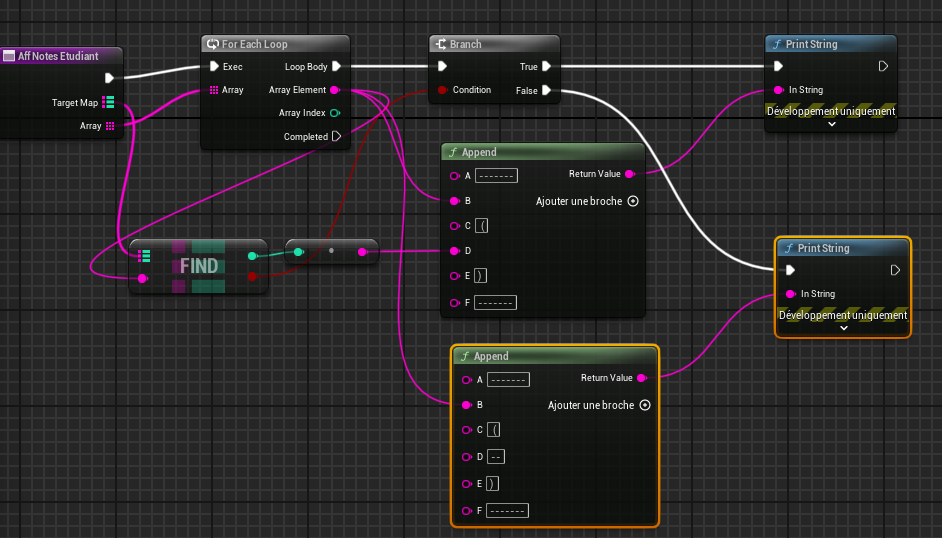 Aff Notes Etudiant
Target Map
Array
For Each Loop
Exec
Loop Body
Array
Array Element
Array Index
Completed
Branch
True
Condition
False
Print String
In String
Développement uniquement
f Append
A -------
Return Value
B
Ajouter une broche
C (
D
E )
F -------
FIND
f Print String
In String
Développement uniquement
f Append
A -------
Return Value
B
Ajouter une broche
C (
D --
E )
F -------